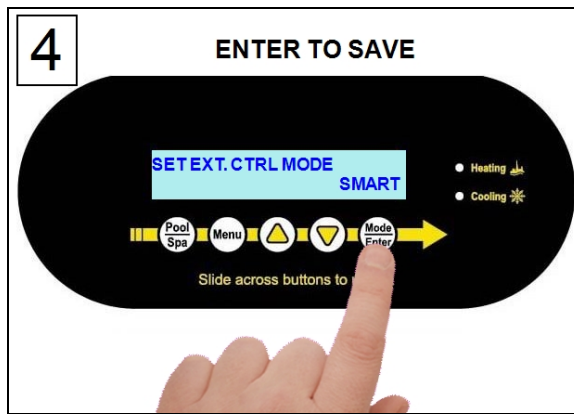 4
ENTER TO SAVE
SET EXT. CTRL MODE
SMART
Heating
Cooling
Pool
Spa
Menu
Mode
Enter
Slide across buttons to